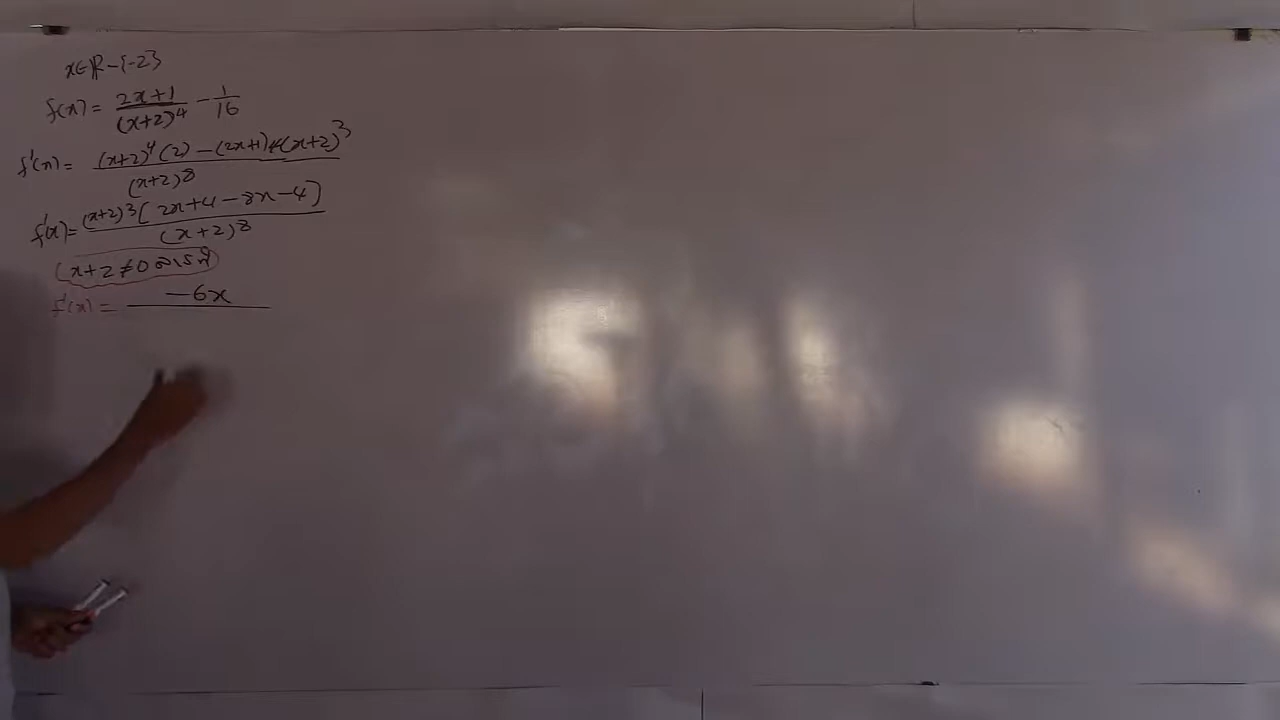 x∈ℝ-{-2}
f(x) = (2x+1)/(x+2)^4 - 1/16
f'(x) = ((x+2)^4 (2) - (2x+1)4(x+2)^3)/(x+2)^8
f'(x) = ((x+2)^3 [2x+4-8x-4])/(x+2)^8
(x+2≠0
f'(x) = -6x